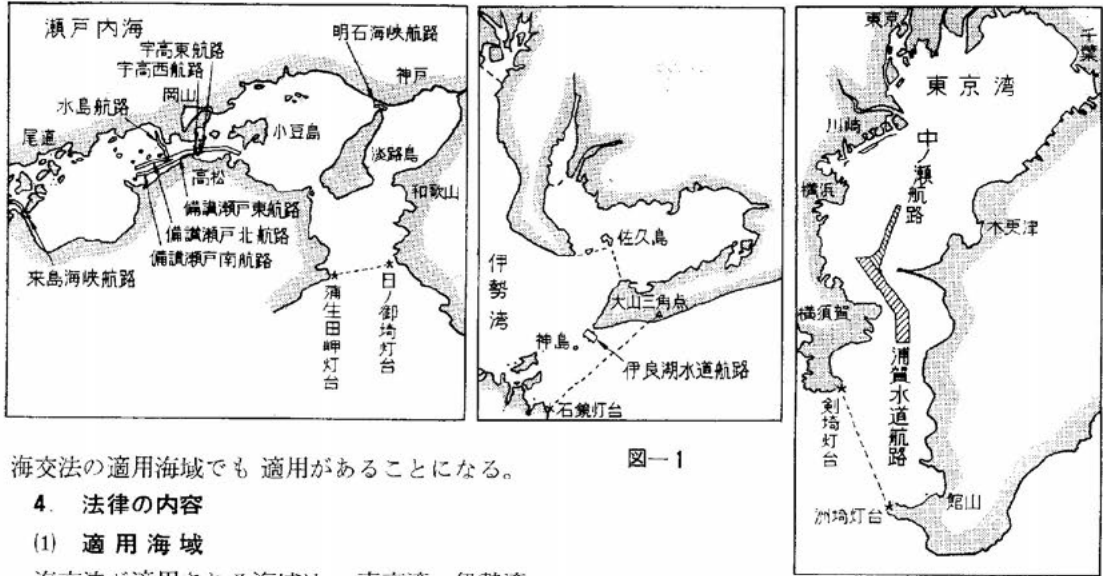 瀬戸内海
明石海峡航路
宇高東航路
宇高西航路
神戸
岡山
水島航路
尾道
小豆島
淡路島
高松
和歌山
備讃瀬戸東航路
備讃瀬戸北航路
備讃瀬戸南航路
来島海峡航路
蒲生田岬灯台
日ノ御埼灯台
佐久島
伊勢湾
大山三角点
神島
伊良湖水道航路
石鏡灯台
東京
千葉
東京湾
川崎
中ノ瀬航路
横浜
木更津
横須賀
浦賀水道航路
剣埼灯台
館山
洲埼灯台
図―1
海交法の適用海域でも 適用があることになる。
4. 法律の内容
(1) 適用海域